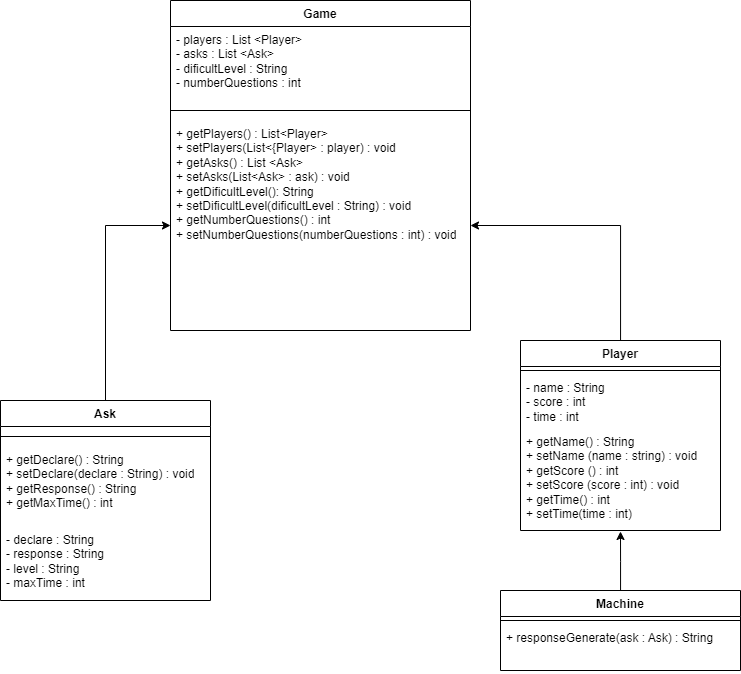 Game
- players : List <Player>
- asks : List <Ask>
- dificultLevel : String
- numberQuestions : int
+ getPlayers() : List<Player>
+ setPlayers(List<{Player> : player) : void
+ getAsks() : List <Ask>
+ setAsks(List<Ask> : ask) : void
+ getDificultLevel(): String
+ setDificultLevel(dificultLevel : String) : void
+ getNumberQuestions() : int
+ setNumberQuestions(numberQuestions : int) : void
Player
- name : String
- score : int
- time : int
+ getName() : String
+ setName (name : string) : void
+ getScore () : int
+ setScore (score : int) : void
+ getTime() : int
+ setTime(time : int)
Ask
+ getDeclare() : String
+ setDeclare(declare : String) : void
+ getResponse() : String
+ getMaxTime() : int
- declare : String
- response : String
- level : String
- maxTime : int
Machine
+ responseGenerate(ask : Ask) : String